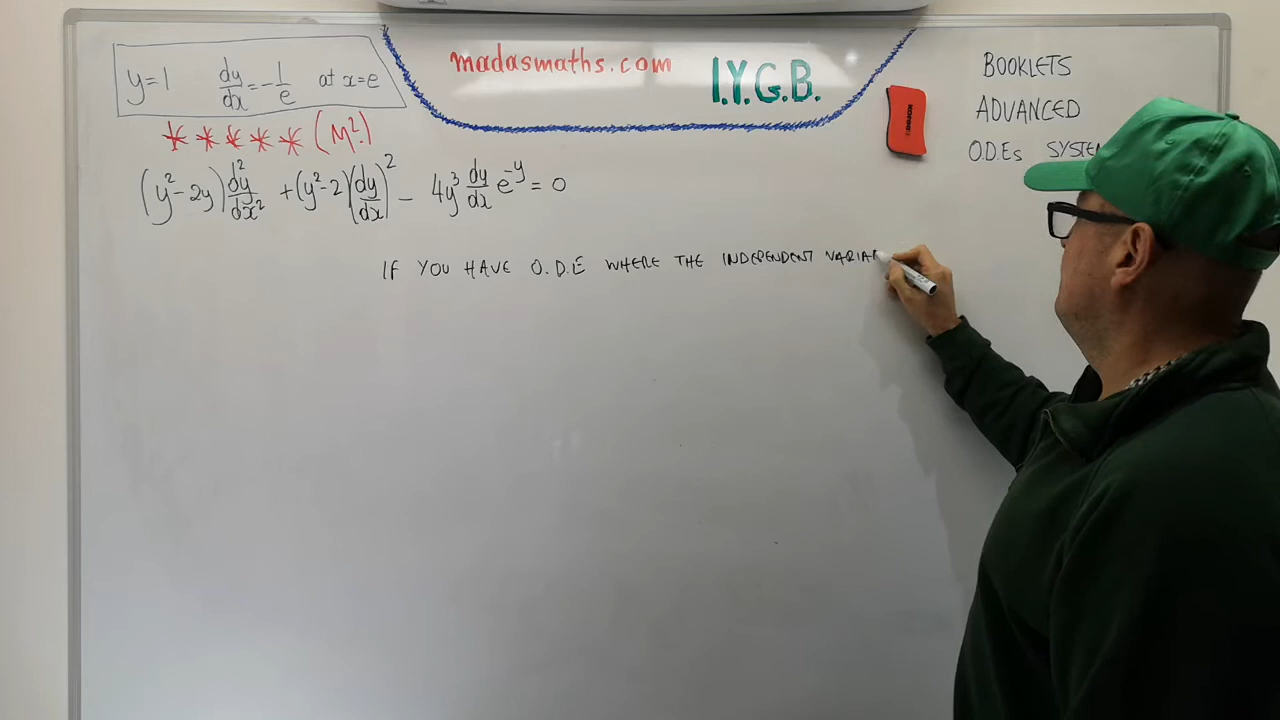 madasmaths.com
I.Y.G.B.
BOOKLETS
ADVANCED
O.D.Es
y=1 dy/dx=-1/e at x=e
***** (M²!)
(y²-2y)d²y/dx² +(y²-2)(dy/dx)² - 4y³ dy/dx e^-y = 0
IF YOU HAVE O.D.E WHERE THE INDEPENDENT